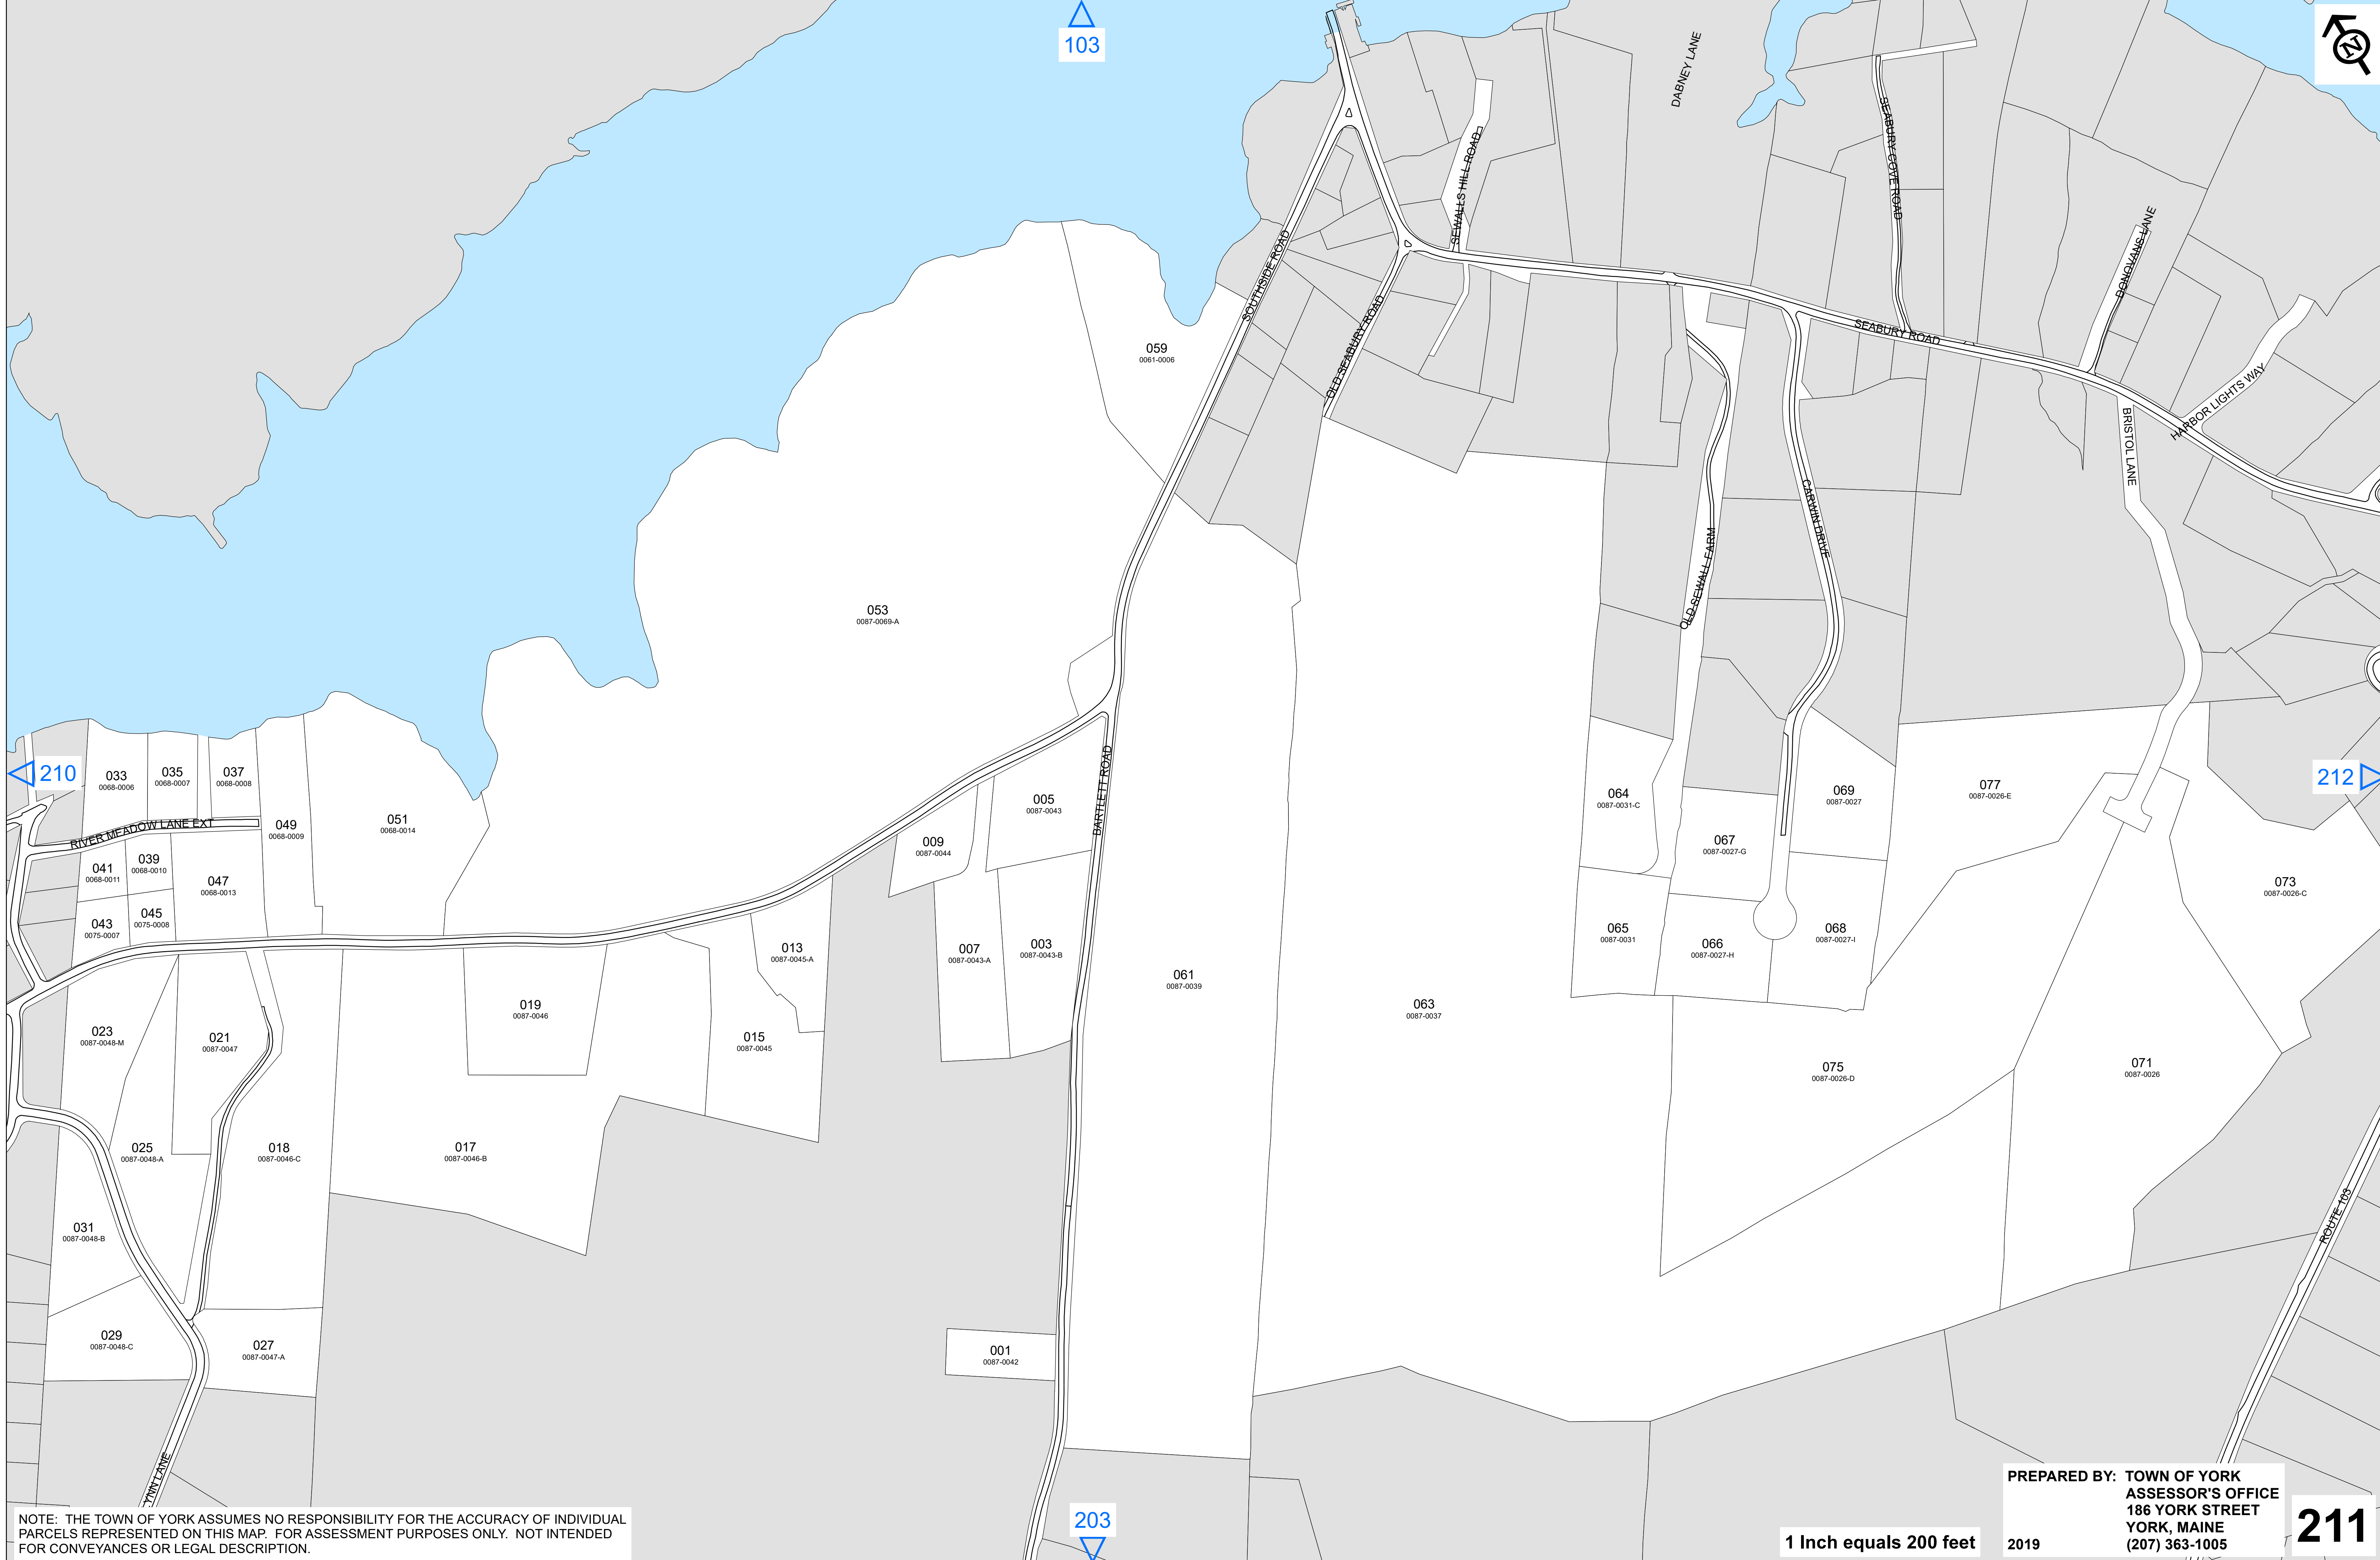 103
N
DABNEY LANE
SEABURY COVE ROAD
SEWALLS HILL ROAD
DONOVANS LANE
SOUTHSIDE ROAD
OLD SEABURY ROAD
SEABURY ROAD
HARBOR LIGHTS WAY
BRISTOL LANE
059
0061-0006
CARWIN DRIVE
OLD SEWALL FARM
053
0087-0069-A
210
033
0068-0006
035
0068-0007
037
0068-0008
049
0068-0009
051
0068-0014
RIVER MEADOW LANE EXT
041
0068-0011
039
0068-0010
047
0068-0013
043
0075-0007
045
0075-0008
005
0087-0043
009
0087-0044
BARTLETT ROAD
007
0087-0043-A
003
0087-0043-B
013
0087-0045-A
015
0087-0045
019
0087-0046
061
0087-0039
063
0087-0037
064
0087-0031-C
065
0087-0031
067
0087-0027-G
066
0087-0027-H
069
0087-0027
068
0087-0027-I
077
0087-0026-E
212
073
0087-0026-C
075
0087-0026-D
071
0087-0026
023
0087-0048-M
021
0087-0047
025
0087-0048-A
018
0087-0046-C
017
0087-0046-B
031
0087-0048-B
029
0087-0048-C
027
0087-0047-A
001
0087-0042
ROUTE 103
YNN LANE
203
NOTE: THE TOWN OF YORK ASSUMES NO RESPONSIBILITY FOR THE ACCURACY OF INDIVIDUAL
PARCELS REPRESENTED ON THIS MAP. FOR ASSESSMENT PURPOSES ONLY. NOT INTENDED
FOR CONVEYANCES OR LEGAL DESCRIPTION.
1 Inch equals 200 feet
PREPARED BY: TOWN OF YORK
ASSESSOR'S OFFICE
186 YORK STREET
YORK, MAINE
2019 (207) 363-1005
211